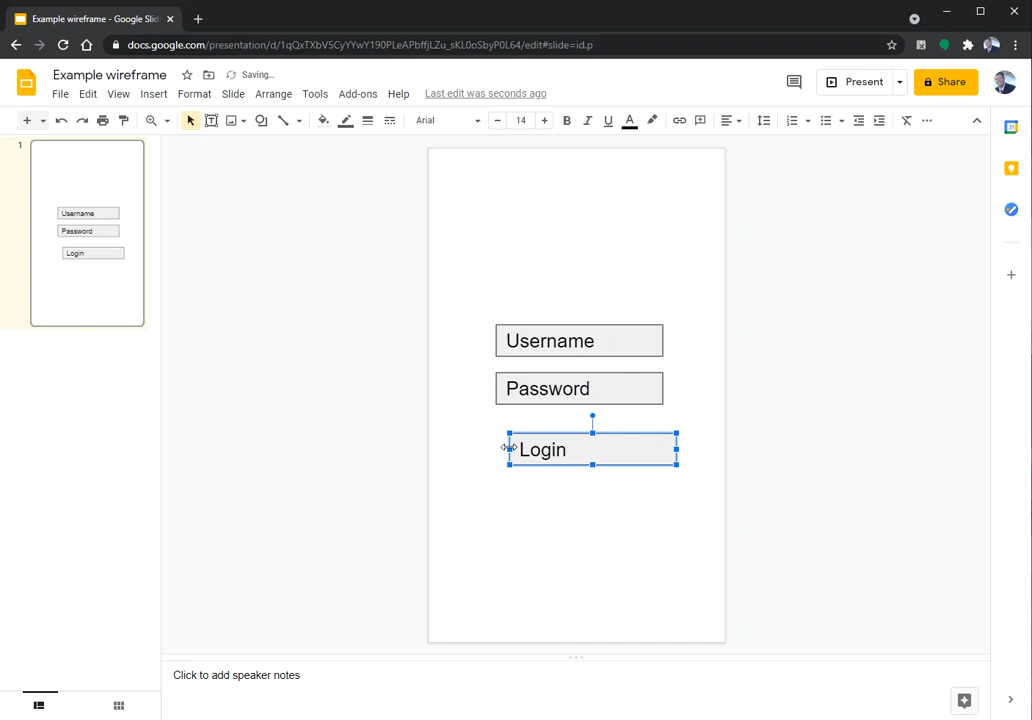 Example wireframe - Google Slid
docs.google.com/presentation/d/1qQxTXbV5CyYYwY190PLeAPbffjLZu_sKL0oSbyP0L64/edit#slide=id.p
Example wireframe
Saving...
File Edit View Insert Format Slide Arrange Tools Add-ons Help Last edit was seconds ago
Present
Share
Arial 14
B I U A
31
1
Username
Password
Login
Username
Password
Login
Click to add speaker notes